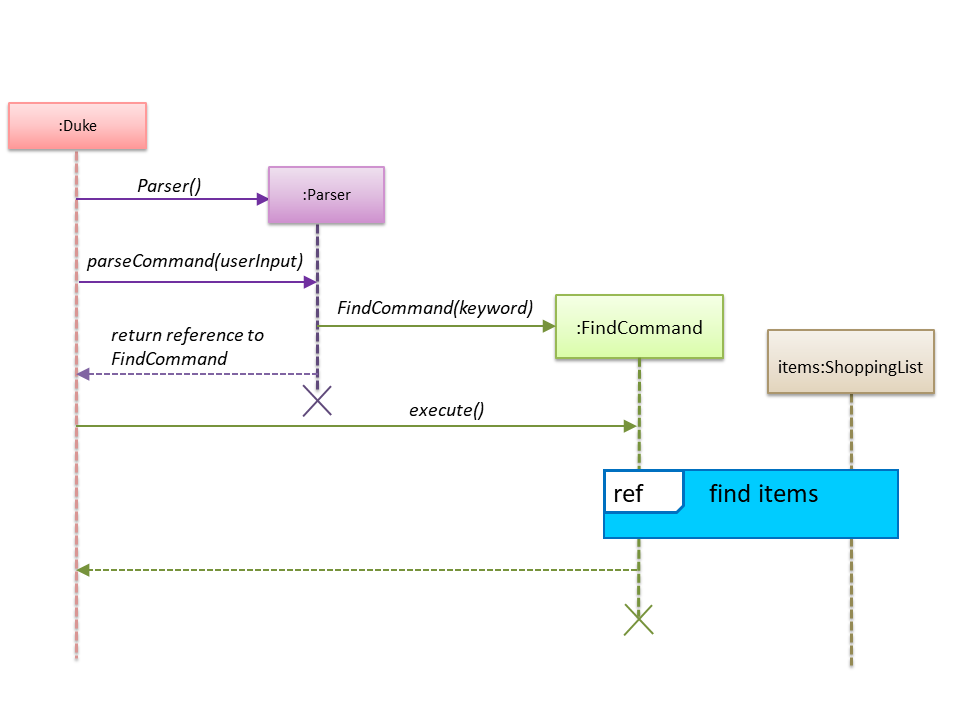 :Duke
Parser()
:Parser
parseCommand(userInput)
FindCommand(keyword)
:FindCommand
return reference to
FindCommand
items:ShoppingList
execute()
ref
find items